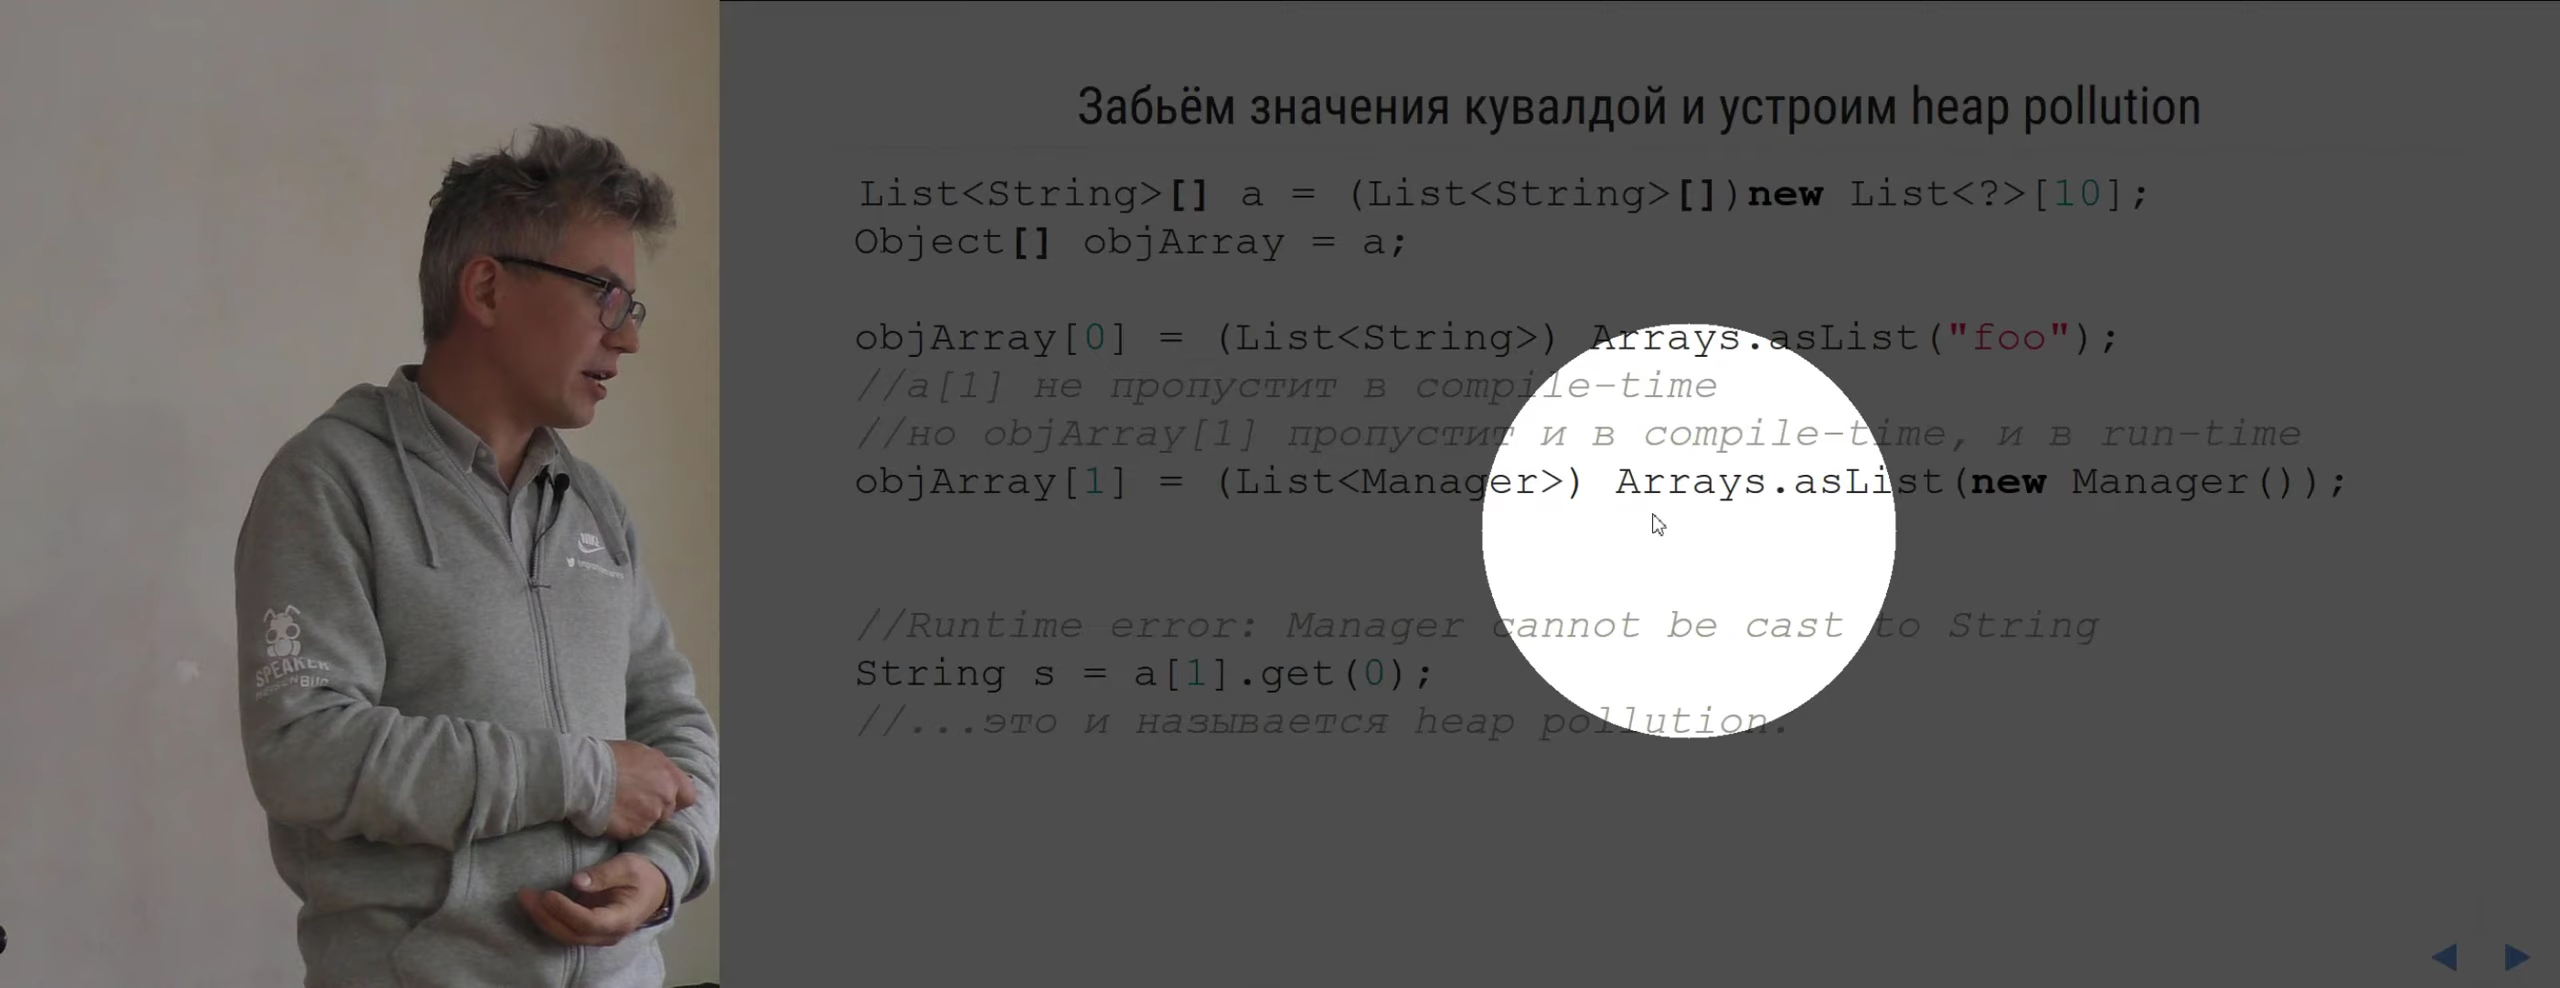 Забьём значения кувалдой и устроим heap pollution
List<String>[] a = (List<String>[])new List<?>[10];
Object[] objArray = a;
objArray[0] = (List<String>) Arrays.asList("foo");
//a[1] не пропустит в compile-time
//но objArray[1] пропустит и в compile-time, и в run-time
objArray[1] = (List<Manager>) Arrays.asList(new Manager());
//Runtime error: Manager cannot be cast to String
String s = a[1].get(0);
//...это и называется heap pollution.
SPEAKER